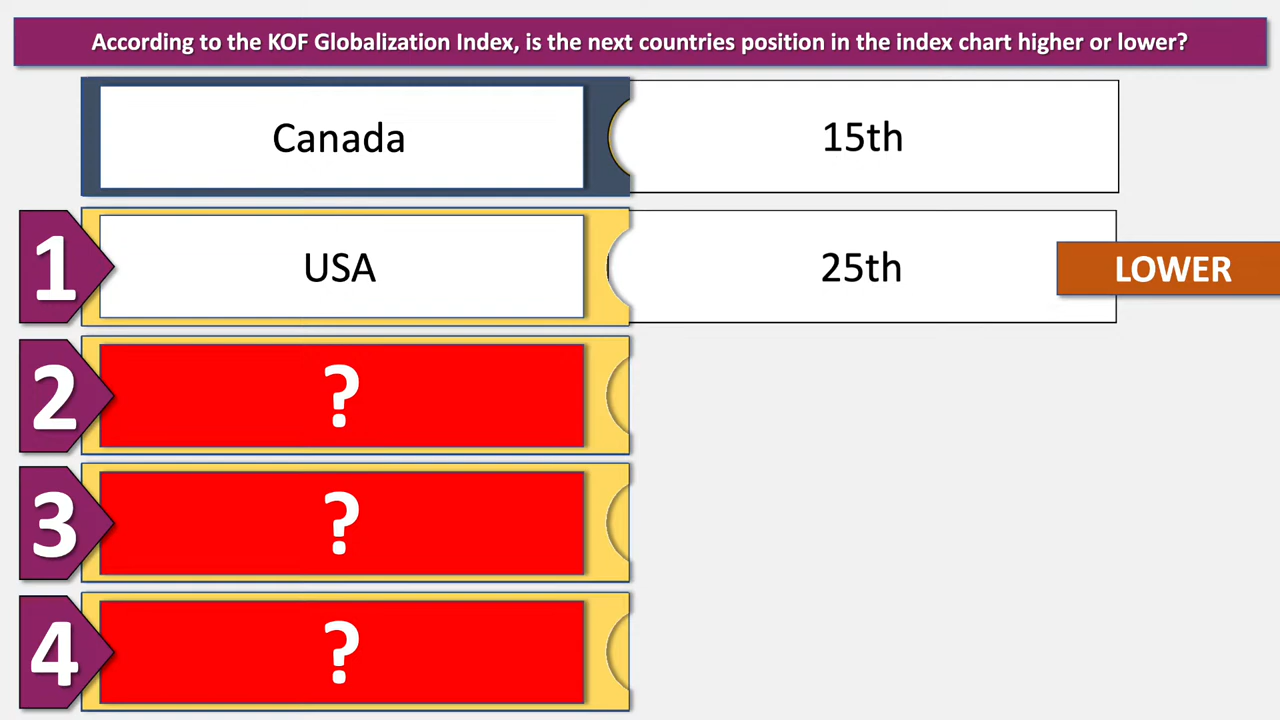 According to the KOF Globalization Index, is the next countries position in the index chart higher or lower?
Canada
15th
1
USA
25th
LOWER
2
?
3
?
4
?